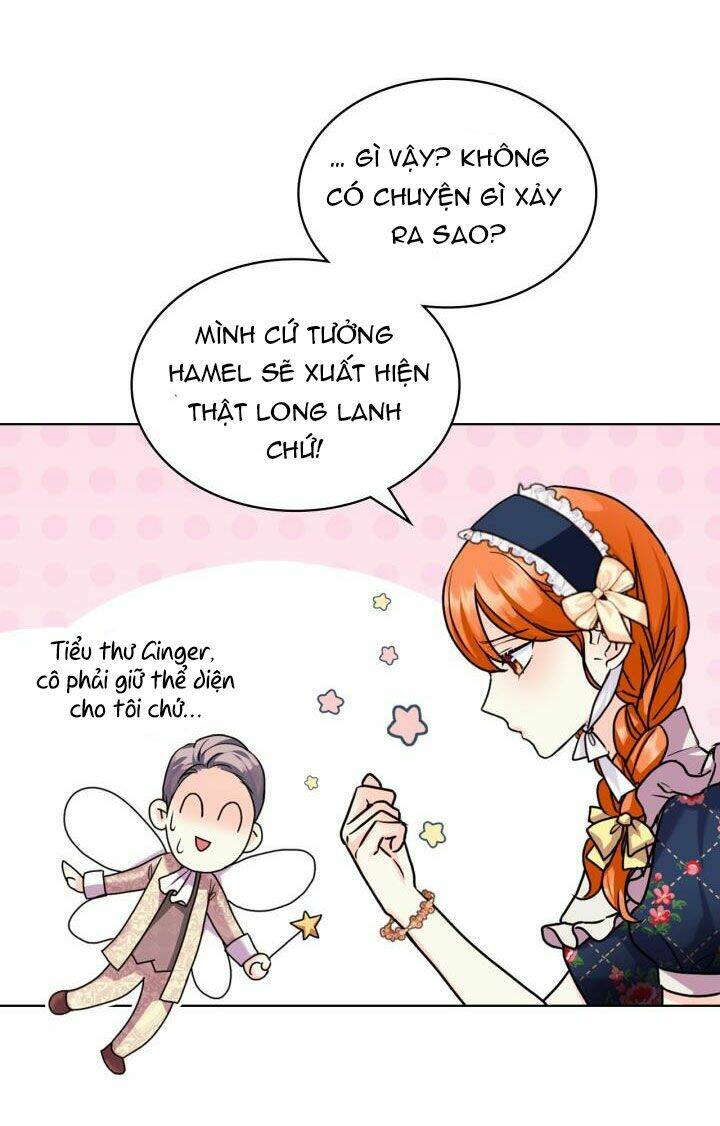 ... GÌ VẬY? KHÔNG
CÓ CHUYỆN GÌ XẢY
RA SAO?
MÌNH CỨ TƯỞNG
HAMEL SẼ XUẤT HIỆN
THẬT LONG LANH
CHỨ!
Tiểu thư Ginger,
cô phải giữ thể diện
cho tôi chứ...